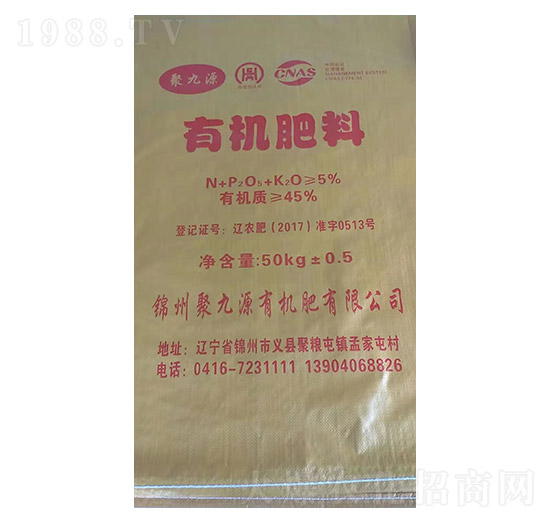 1988.TV
聚九源
CNAS
有机肥料
N+P₂O₅+K₂O≥5%
有机质≥45%
登记证号：辽农肥（2017）准字0513号
净含量:50kg±0.5
锦州聚九源有机肥有限公司
地址：辽宁省锦州市义县聚粮屯镇孟家屯村
电话：0416-7231111 13904068826
招商网